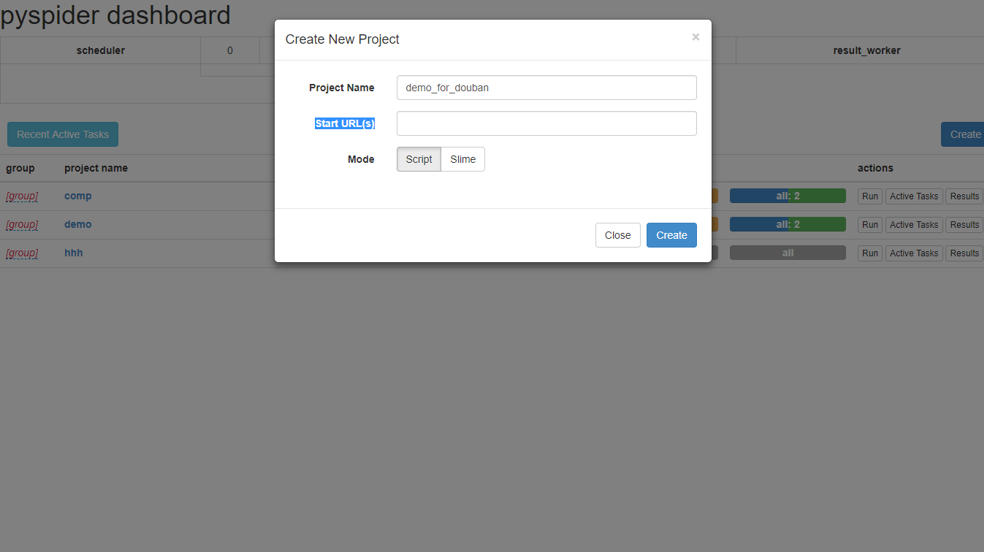 pyspider dashboard
scheduler 0 result_worker
Create New Project ×
Project Name demo_for_douban
Start URL(s)
Mode Script Slime
Close Create
Recent Active Tasks Create
group project name actions
[group] comp all: 2 Run Active Tasks Results
[group] demo all: 2 Run Active Tasks Results
[group] hhh all Run Active Tasks Results